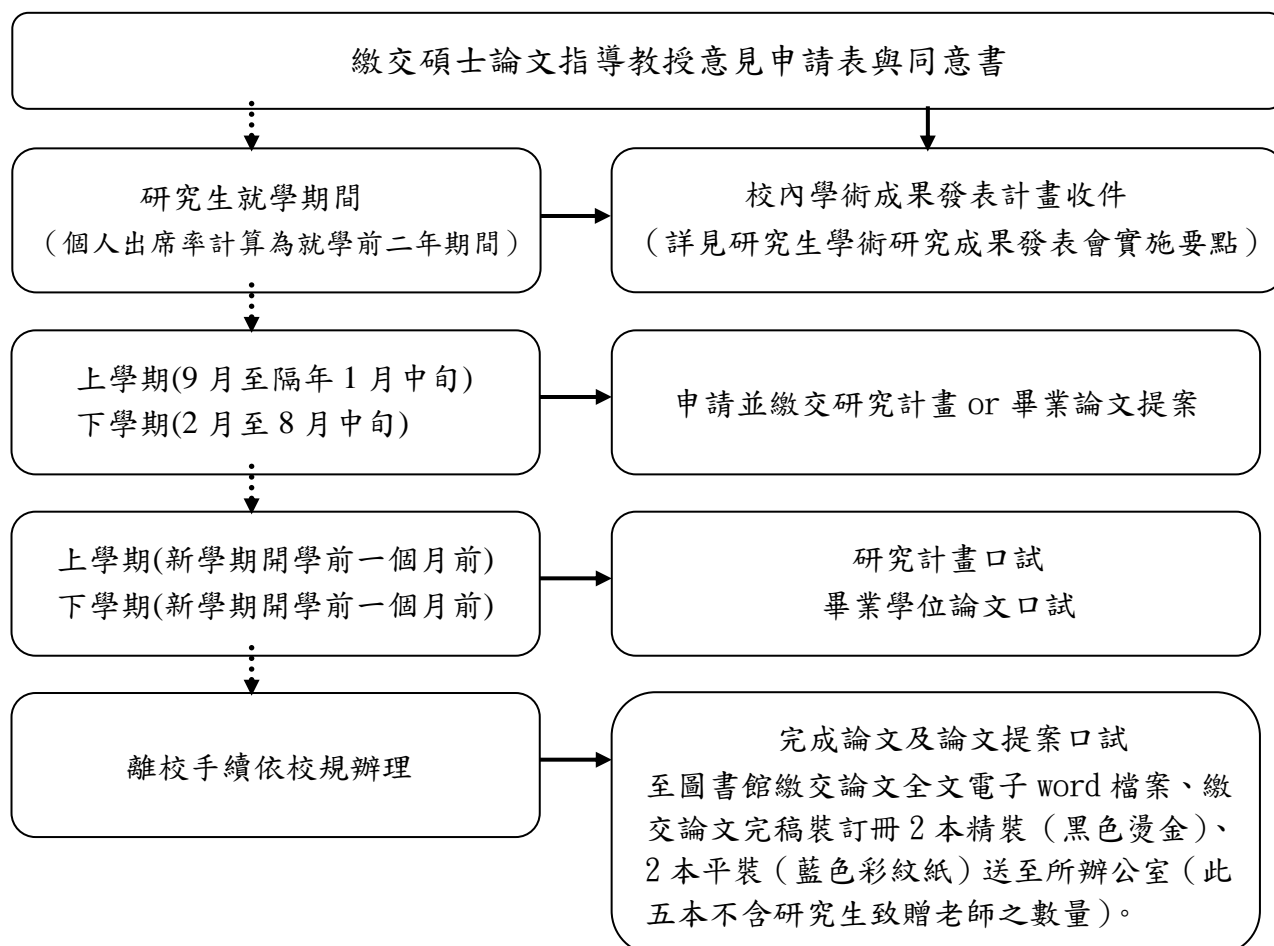 繳交碩士論文指導教授意見申請表與同意書
研究生就學期間
（個人出席率計算為就學前二年期間）
校內學術成果發表計畫收件
（詳見研究生學術研究成果發表會實施要點）
上學期(9 月至隔年 1 月中旬)
下學期(2 月至 8 月中旬)
申請並繳交研究計畫 or 畢業論文提案
上學期(新學期開學前一個月前)
下學期(新學期開學前一個月前)
研究計畫口試
畢業學位論文口試
離校手續依校規辦理
完成論文及論文提案口試
至圖書館繳交論文全文電子 word 檔案、繳
交論文完稿裝訂冊 2 本精裝（黑色燙金）、
2 本平裝（藍色彩紋紙）送至所辦公室（此
五本不含研究生致贈老師之數量）。